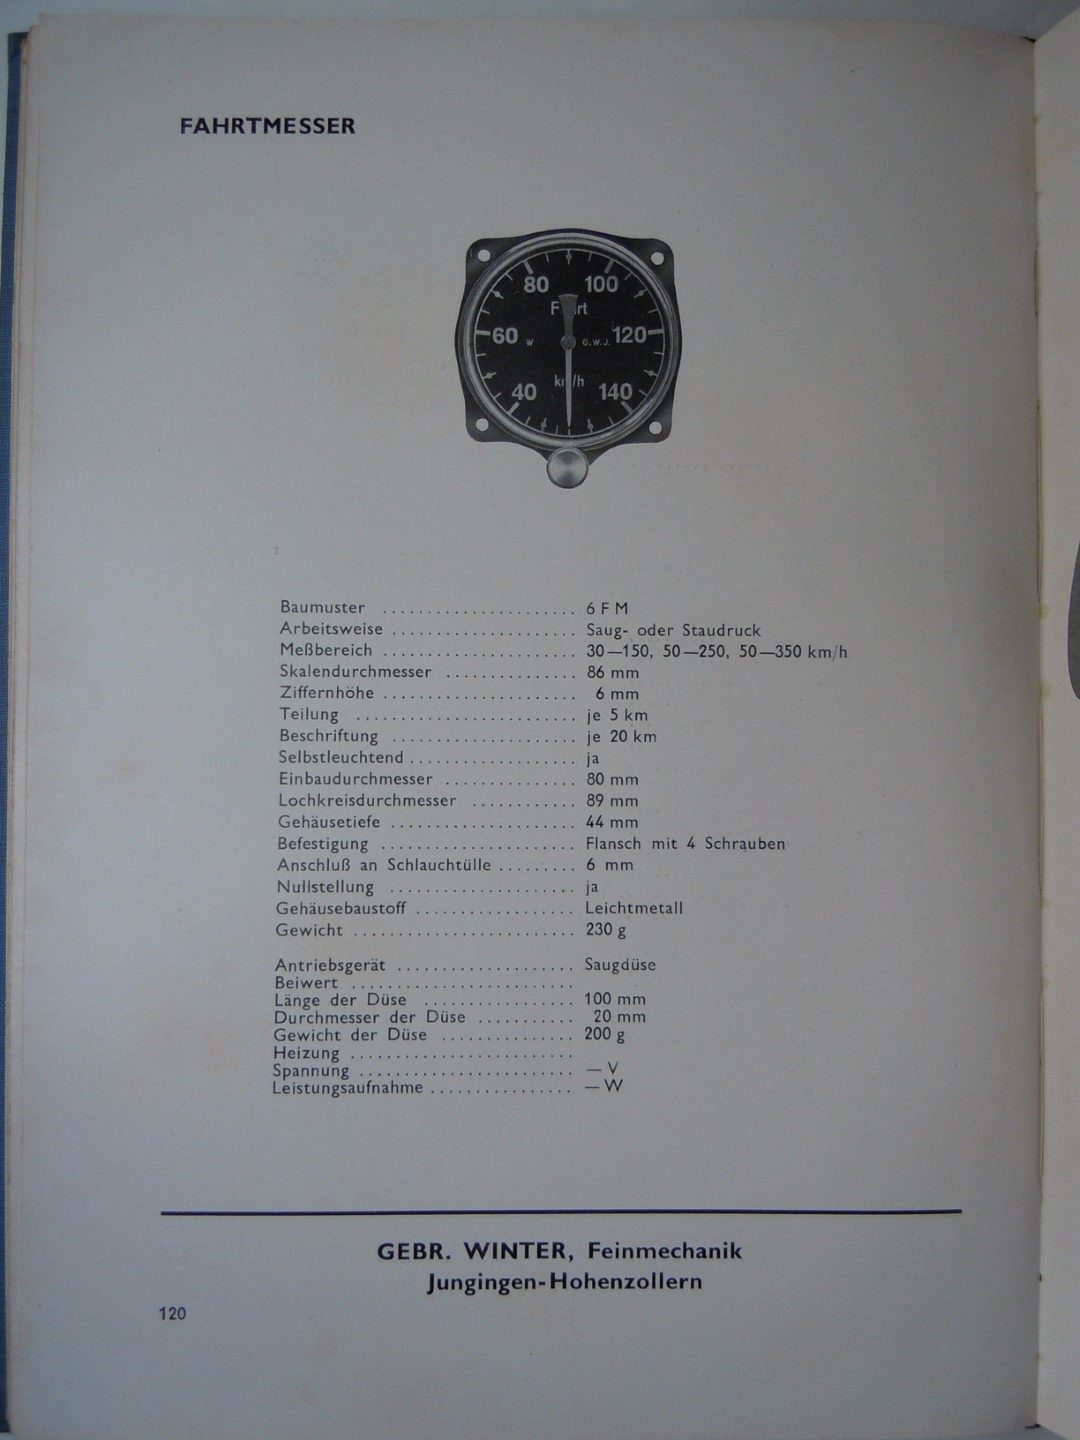 FAHRTMESSER
80 100
Fahrt
60 W G.W.J. 120
km/h
40 140
Baumuster ...................... 6 F M
Arbeitsweise ..................... Saug- oder Staudruck
Meßbereich ...................... 30—150, 50—250, 50—350 km/h
Skalendurchmesser ............... 86 mm
Ziffernhöhe ...................... 6 mm
Teilung ......................... je 5 km
Beschriftung ..................... je 20 km
Selbstleuchtend ................... ja
Einbaudurchmesser ............... 80 mm
Lochkreisdurchmesser ............ 89 mm
Gehäusetiefe ..................... 44 mm
Befestigung ...................... Flansch mit 4 Schrauben
Anschluß an Schlauchtülle ......... 6 mm
Nullstellung ..................... ja
Gehäusebaustoff .................. Leichtmetall
Gewicht ......................... 230 g
Antriebsgerät .................... Saugdüse
Beiwert .........................
Länge der Düse ................. 100 mm
Durchmesser der Düse ........... 20 mm
Gewicht der Düse ............... 200 g
Heizung .........................
Spannung ........................ — V
Leistungsaufnahme ................ — W
GEBR. WINTER, Feinmechanik
Jungingen-Hohenzollern
120